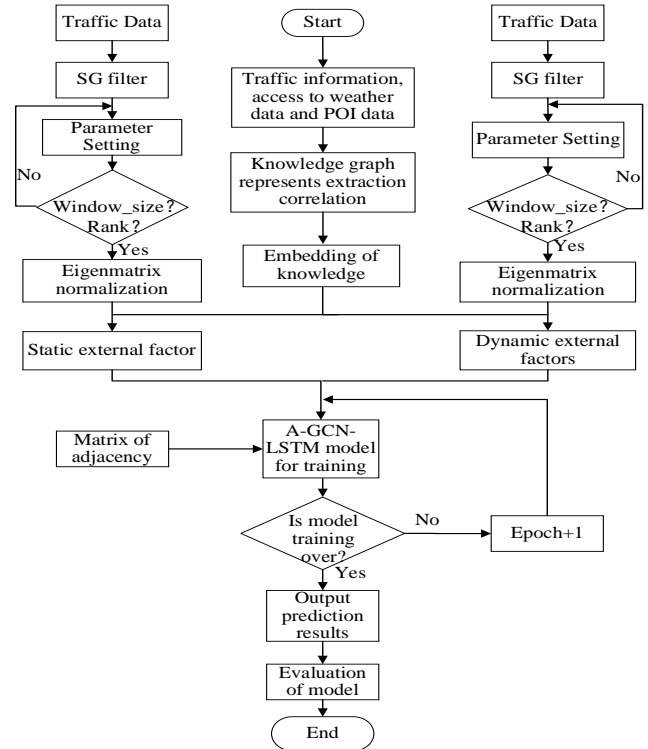 Traffic Data
SG filter
Parameter
Setting
No
Window_size?
Rank?
Yes
Eigenmatrix
normalization
Static external factor
Start
Traffic information,
access to weather
data and POI data
Knowledge graph
represents extraction
correlation
Embedding of
knowledge
Traffic Data
SG filter
Parameter Setting
No
Window_size?
Rank?
Yes
Eigenmatrix
normalization
Dynamic external
factors
Matrix of
adjacency
A-GCN-
LSTM model
for training
Is model
training
over?
No
Epoch+1
Yes
Output
prediction
results
Evaluation
of model
End